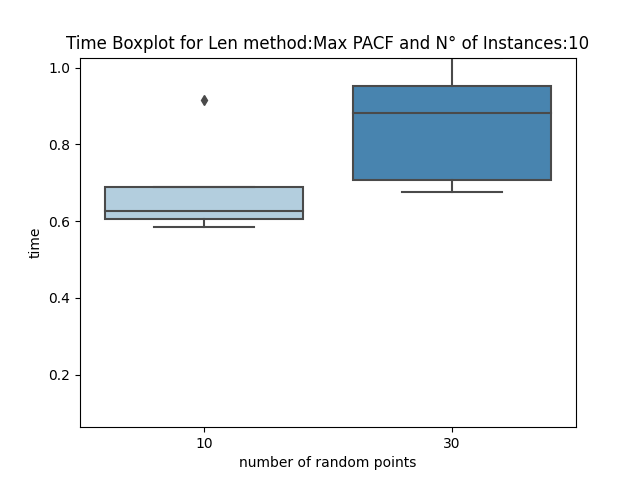 Time Boxplot for Len method:Max PACF and N° of Instances:10
1.0
0.8
0.6
0.4
0.2
time
10
30
number of random points